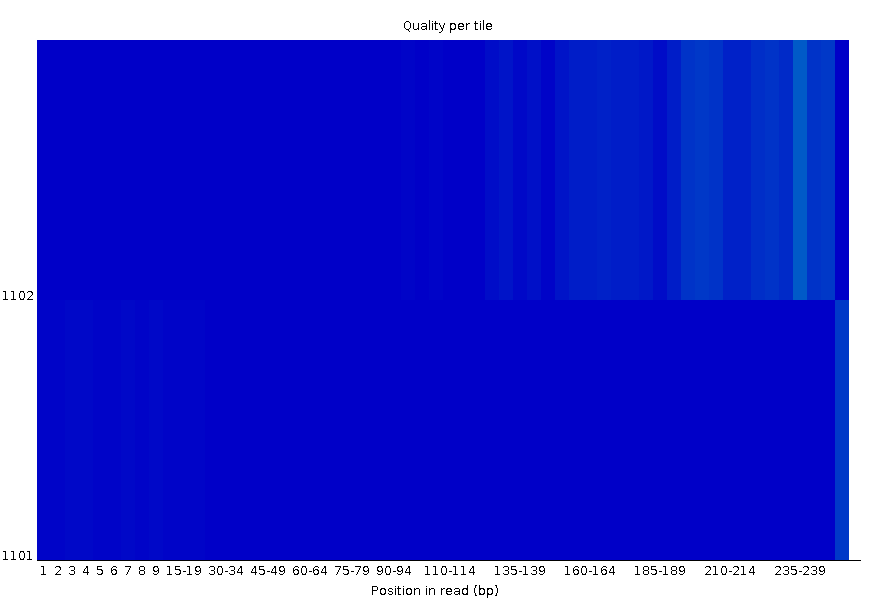 Quality per tile
1102
1101
1 2 3 4 5 6 7 8 9 15-19 30-34 45-49 60-64 75-79 90-94 110-114 135-139 160-164 185-189 210-214 235-239
Position in read (bp)